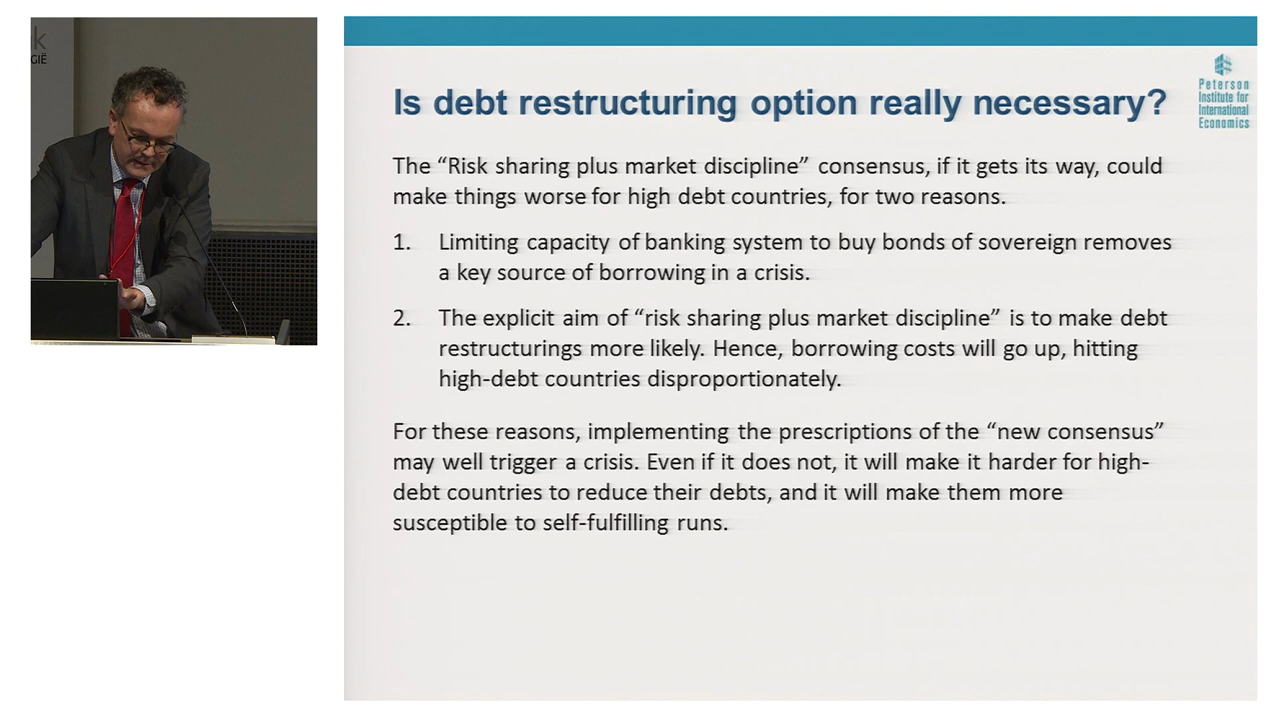 k
GIË
Is debt restructuring option really necessary?
Peterson
Institute for
International
Economics
The “Risk sharing plus market discipline” consensus, if it gets its way, could
make things worse for high debt countries, for two reasons.
1. Limiting capacity of banking system to buy bonds of sovereign removes
a key source of borrowing in a crisis.
2. The explicit aim of “risk sharing plus market discipline” is to make debt
restructurings more likely. Hence, borrowing costs will go up, hitting
high-debt countries disproportionately.
For these reasons, implementing the prescriptions of the “new consensus”
may well trigger a crisis. Even if it does not, it will make it harder for high-
debt countries to reduce their debts, and it will make them more
susceptible to self-fulfilling runs.